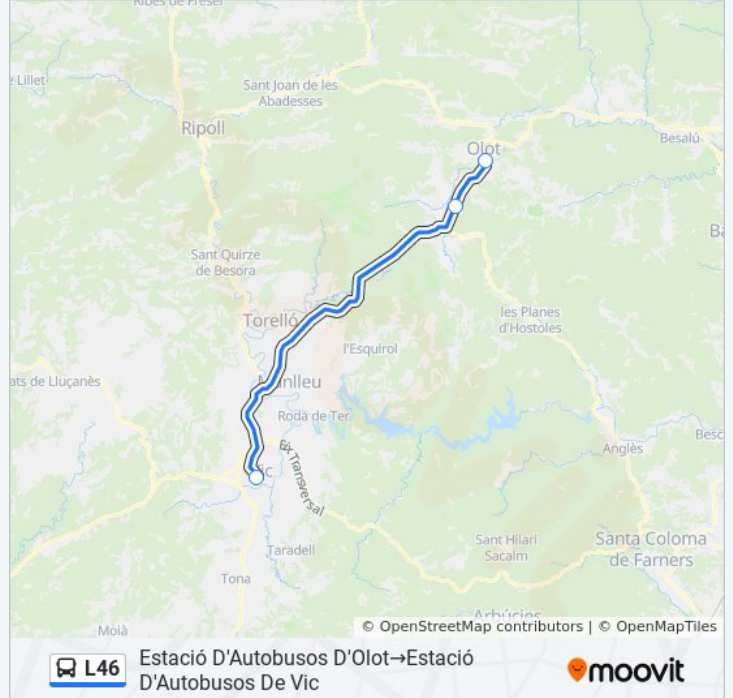 Ribes de Freser
e Lillet
Sant Joan de les
Abadesses
Ripoll
Olot
Besalú
Sant Quirze
de Besora
les Planes
d'Hostoles
Torelló
l'Esquirol
ats de Lluçanès
Manlleu
Roda de Ter
Eix Transversal
Vic
Anglès
Besc
Sant Hilari
Sacalm
Santa Coloma
de Farners
Taradell
Tona
Arbúcies
Moià
© OpenStreetMap contributors | © OpenMapTiles
L46
Estació D'Autobusos D'Olot→Estació
D'Autobusos De Vic
moovit